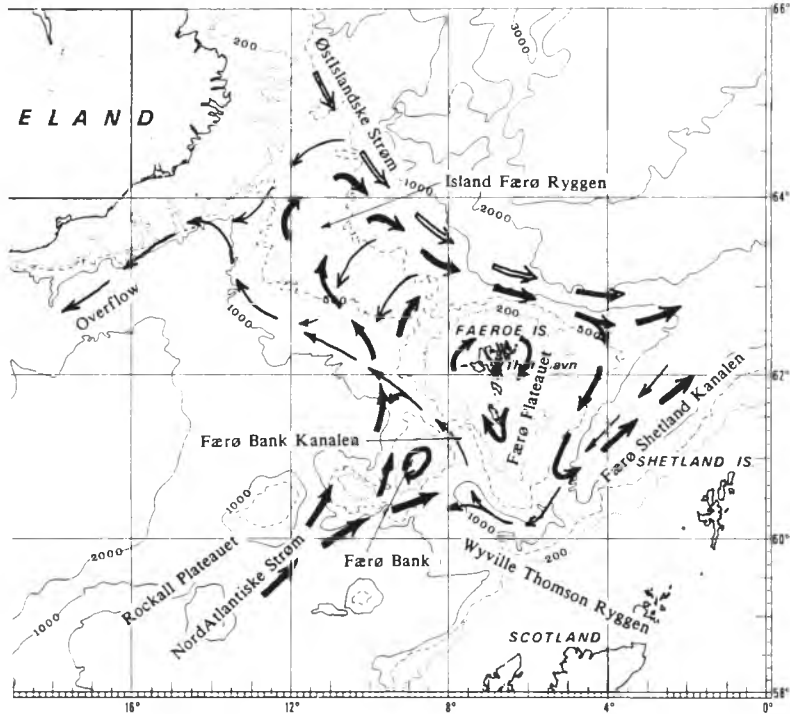 66°
200
3000
ØstIslandske Strøm
E L A N D
1000
Island Færø Ryggen
64°
2000
500
200
500
Overflow
1000
FAEROE IS.
62°
Færø Plateauet
Færø Bank Kanalen
Færø Shetland Kanalen
SHETLAND IS
1000
1000
200
60°
2000
Færø Bank
Wyville Thomson Ryggen
Rockall Plateauet
NordAtlantiske Strøm
1000
SCOTLAND
58°
16°
12°
8°
4°
0°